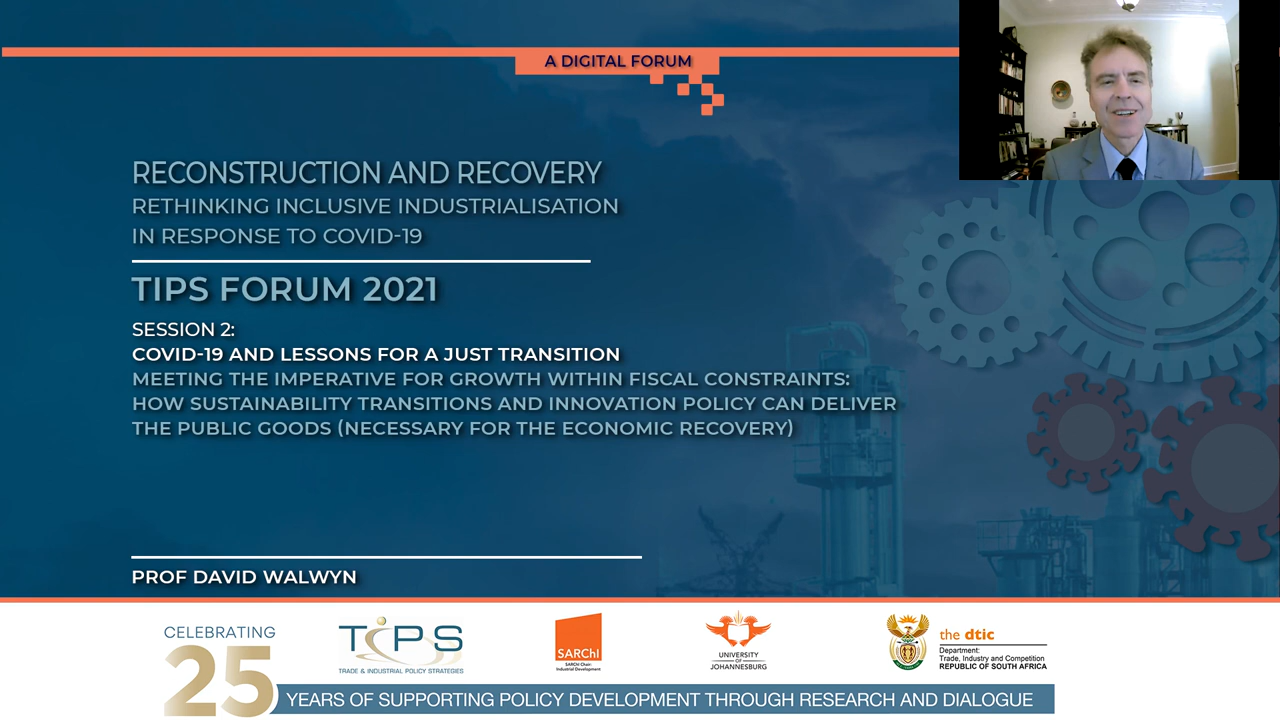 A DIGITAL FORUM
RECONSTRUCTION AND RECOVERY
RETHINKING INCLUSIVE INDUSTRIALISATION
IN RESPONSE TO COVID-19
TIPS FORUM 2021
SESSION 2:
COVID-19 AND LESSONS FOR A JUST TRANSITION
MEETING THE IMPERATIVE FOR GROWTH WITHIN FISCAL CONSTRAINTS:
HOW SUSTAINABILITY TRANSITIONS AND INNOVATION POLICY CAN DELIVER
THE PUBLIC GOODS (NECESSARY FOR THE ECONOMIC RECOVERY)
PROF DAVID WALWYN
CELEBRATING
25
YEARS OF SUPPORTING POLICY DEVELOPMENT THROUGH RESEARCH AND DIALOGUE
TIPS
TRADE & INDUSTRIAL POLICY STRATEGIES
SARChI
SARChI Chair:
Industrial Development
UNIVERSITY
OF
JOHANNESBURG
the dtic
Department:
Trade, Industry and Competition
REPUBLIC OF SOUTH AFRICA